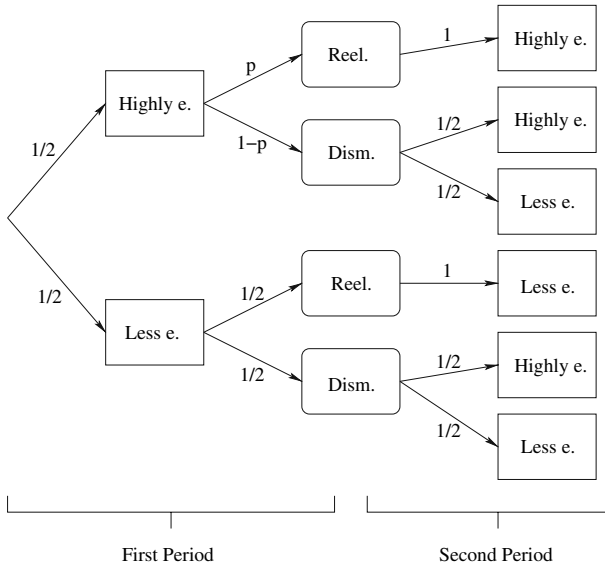 1/2
1/2
Highly e.
Less e.
p
1−p
1/2
1/2
Reel.
Dism.
Reel.
Dism.
1
1/2
1/2
1
1/2
1/2
Highly e.
Highly e.
Less e.
Less e.
Highly e.
Less e.
First Period
Second Period